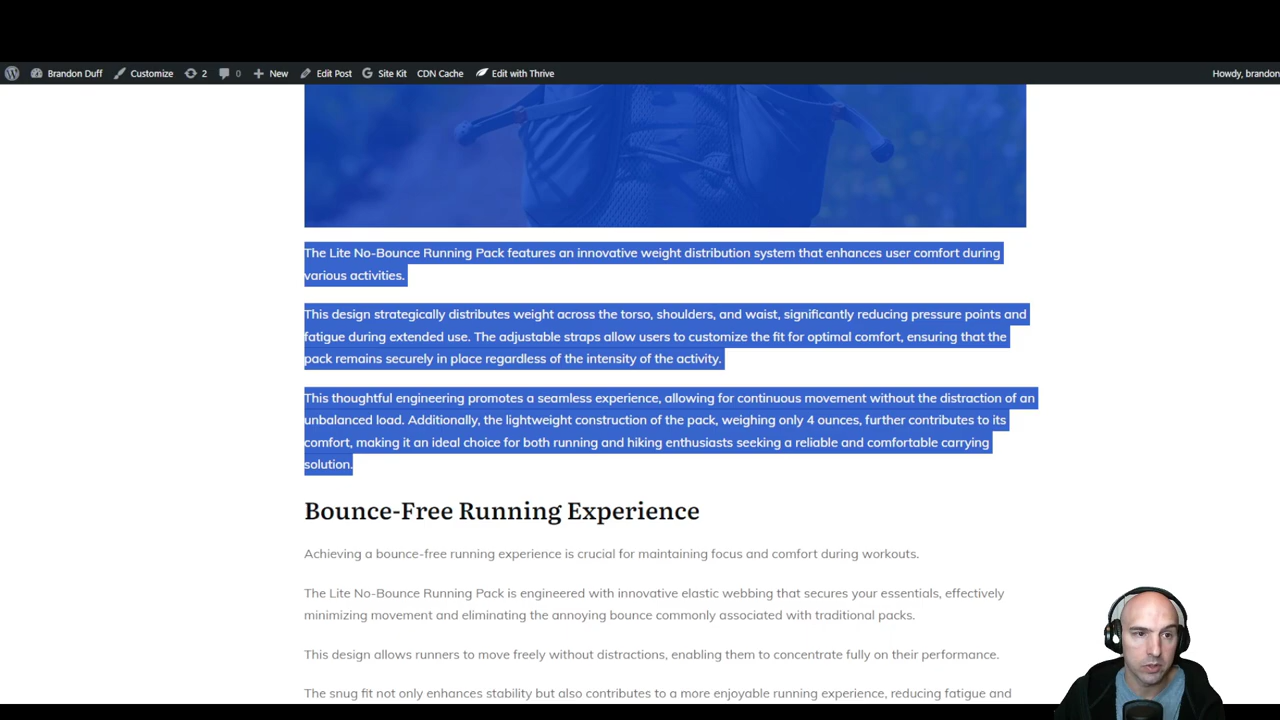 Brandon Duff Customize 2 0 New Edit Post Site Kit CDN Cache Edit with Thrive Howdy, brandon
The Lite No-Bounce Running Pack features an innovative weight distribution system that enhances user comfort during
various activities.
This design strategically distributes weight across the torso, shoulders, and waist, significantly reducing pressure points and
fatigue during extended use. The adjustable straps allow users to customize the fit for optimal comfort, ensuring that the
pack remains securely in place regardless of the intensity of the activity.
This thoughtful engineering promotes a seamless experience, allowing for continuous movement without the distraction of an
unbalanced load. Additionally, the lightweight construction of the pack, weighing only 4 ounces, further contributes to its
comfort, making it an ideal choice for both running and hiking enthusiasts seeking a reliable and comfortable carrying
solution.
Bounce-Free Running Experience
Achieving a bounce-free running experience is crucial for maintaining focus and comfort during workouts.
The Lite No-Bounce Running Pack is engineered with innovative elastic webbing that secures your essentials, effectively
minimizing movement and eliminating the annoying bounce commonly associated with traditional packs.
This design allows runners to move freely without distractions, enabling them to concentrate fully on their performance.
The snug fit not only enhances stability but also contributes to a more enjoyable running experience, reducing fatigue and